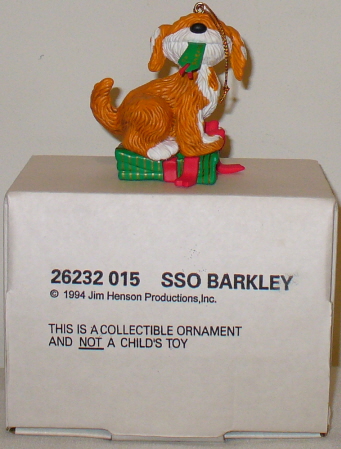 26232 015 SSO BARKLEY
© 1994 Jim Henson Productions,Inc.
THIS IS A COLLECTIBLE ORNAMENT
AND NOT A CHILD'S TOY